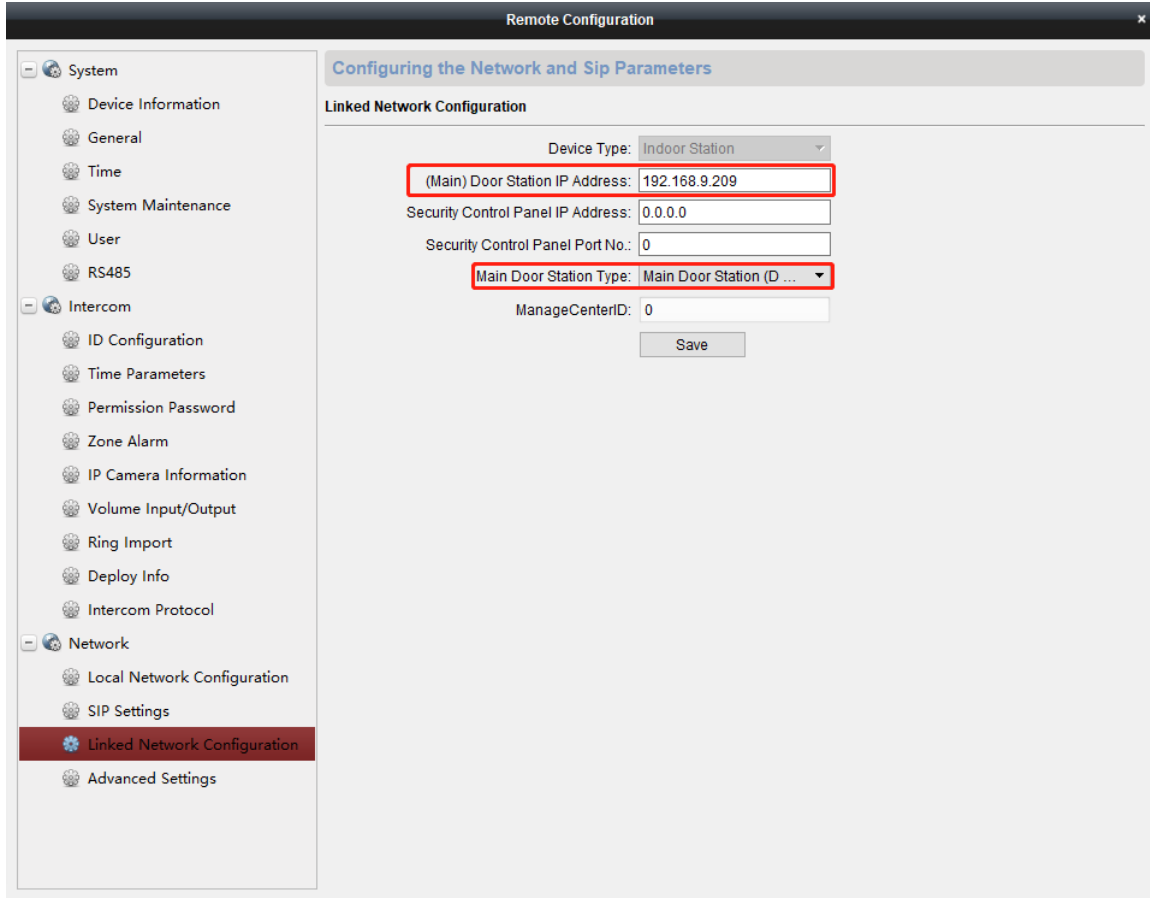 Remote Configuration ×
System
Device Information
General
Time
System Maintenance
User
RS485
Intercom
ID Configuration
Time Parameters
Permission Password
Zone Alarm
IP Camera Information
Volume Input/Output
Ring Import
Deploy Info
Intercom Protocol
Network
Local Network Configuration
SIP Settings
Linked Network Configuration
Advanced Settings
Configuring the Network and Sip Parameters
Linked Network Configuration
Device Type: Indoor Station
(Main) Door Station IP Address: 192.168.9.209
Security Control Panel IP Address: 0.0.0.0
Security Control Panel Port No.: 0
Main Door Station Type: Main Door Station (D ...
ManageCenterID: 0
Save